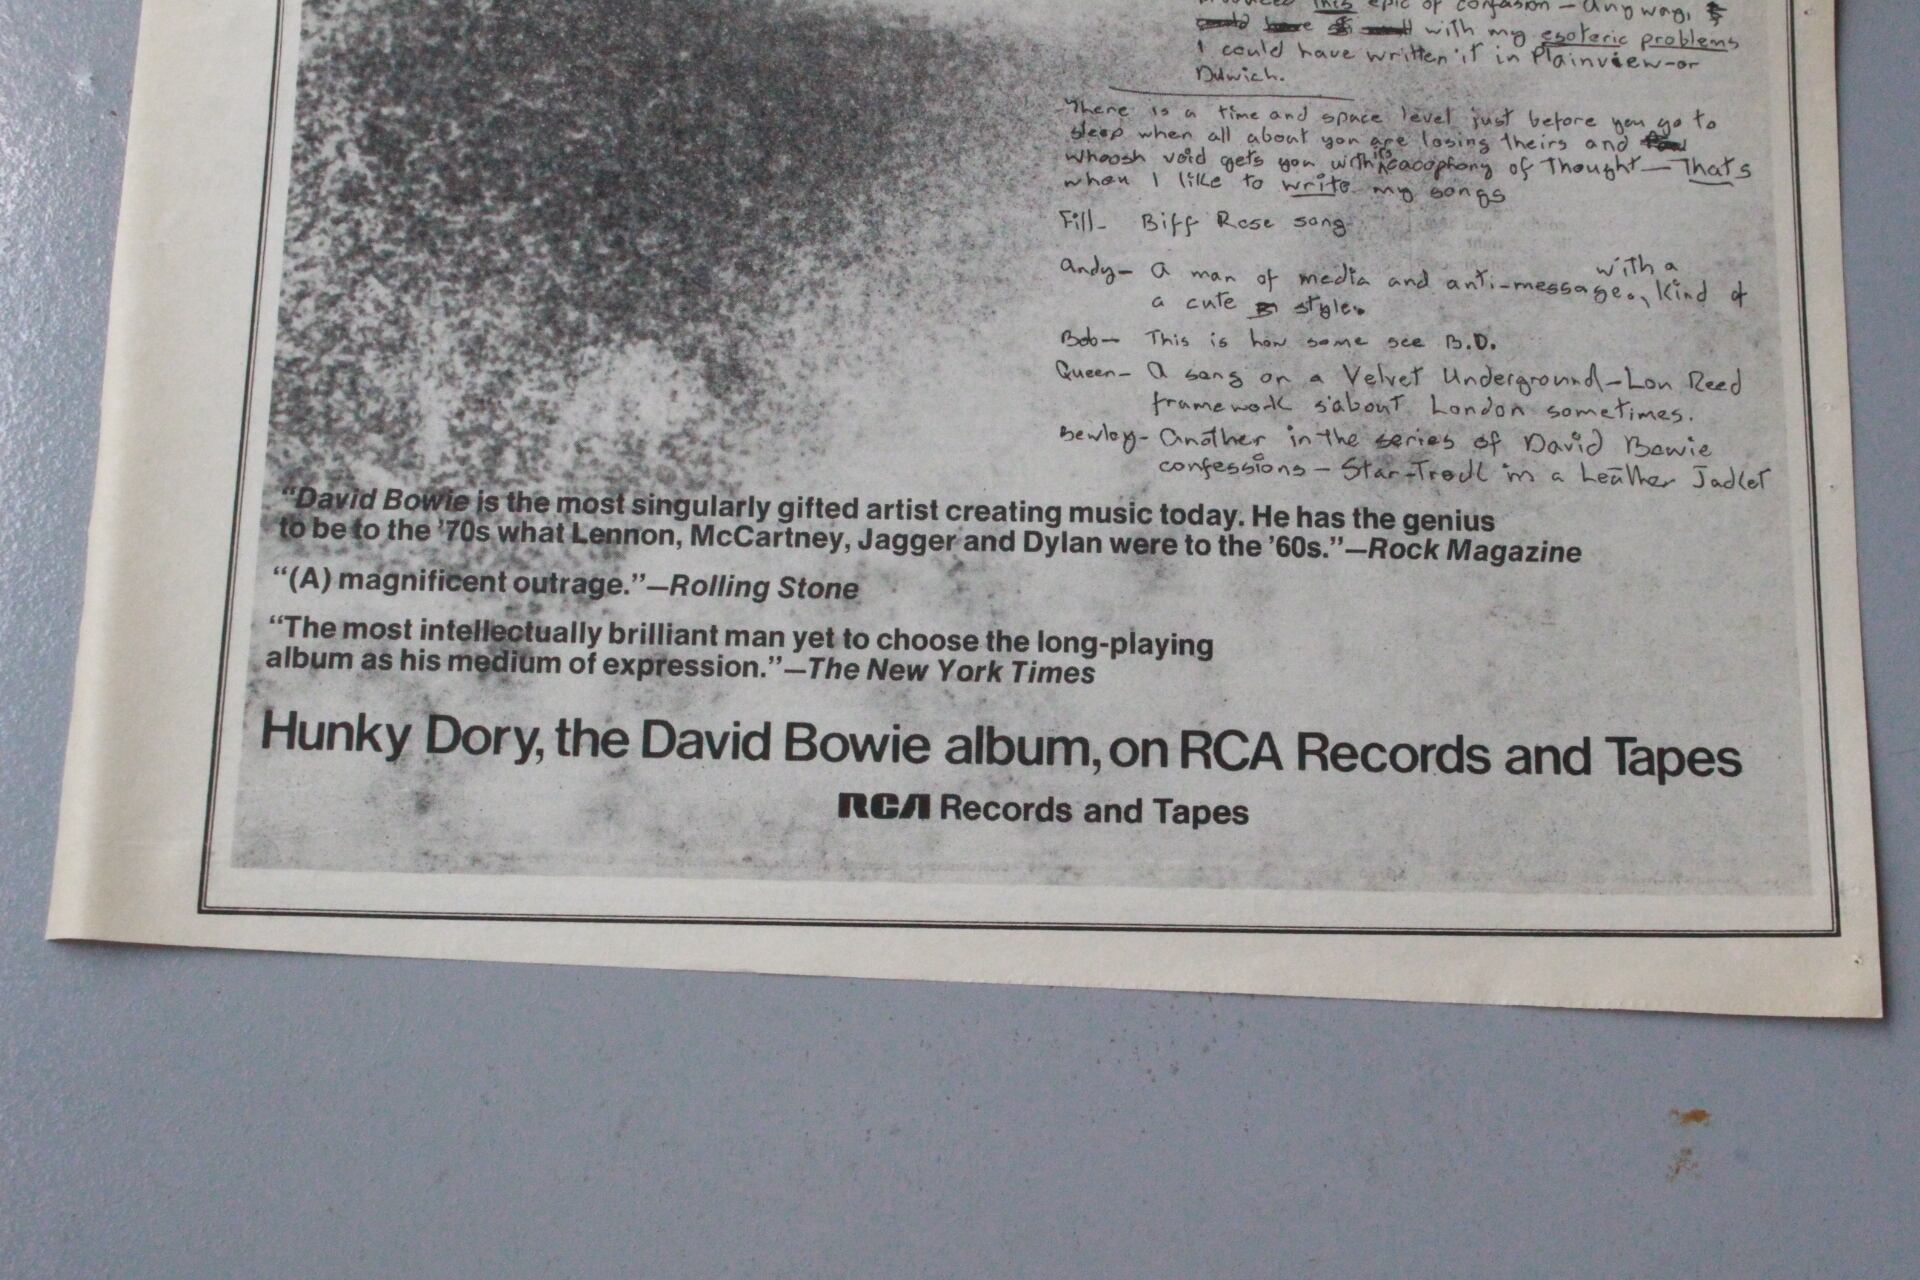 produced this epic of confusion – Anyway,
with my esoteric problems
I could have written it in Plainview–or
Dulwich.
There is a time and space level just before you go to
sleep when all about you are losing theirs and
whoosh void gets you with its cacophony of thought – That's
when I like to write my songs
Fill– Biff Rose song
Andy– A man of media and anti-message., with a kind of
a cute style.
Bob– This is how some see B.D.
Queen– A song on a Velvet Underground–Lou Reed
framework s'about London sometimes.
Bewley– Another in the series of David Bowie
confessions – Star-Trek in a Leather Jacket
"David Bowie is the most singularly gifted artist creating music today. He has the genius
to be to the '70s what Lennon, McCartney, Jagger and Dylan were to the '60s."—Rock Magazine
"(A) magnificent outrage."—Rolling Stone
"The most intellectually brilliant man yet to choose the long-playing
album as his medium of expression."—The New York Times
Hunky Dory, the David Bowie album, on RCA Records and Tapes
RCA Records and Tapes